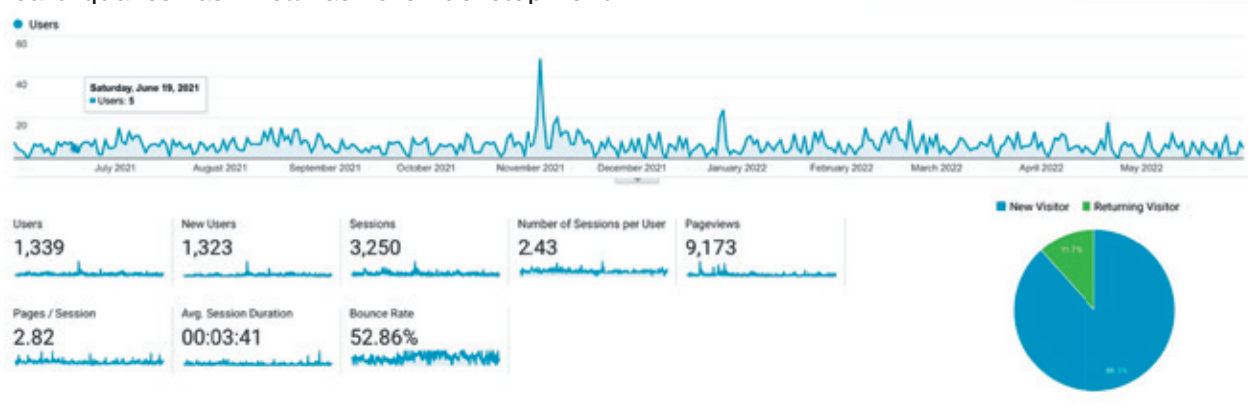 Users
60
40
20
Saturday, June 19, 2021
Users: 5
July 2021 August 2021 September 2021 October 2021 November 2021 December 2021 January 2022 February 2022 March 2022 April 2022 May 2022
New Visitor Returning Visitor
Users New Users Sessions Number of Sessions per User Pageviews
1,339 1,323 3,250 2.43 9,173
Pages / Session Avg. Session Duration Bounce Rate
2.82 00:03:41 52.86%
11.7%